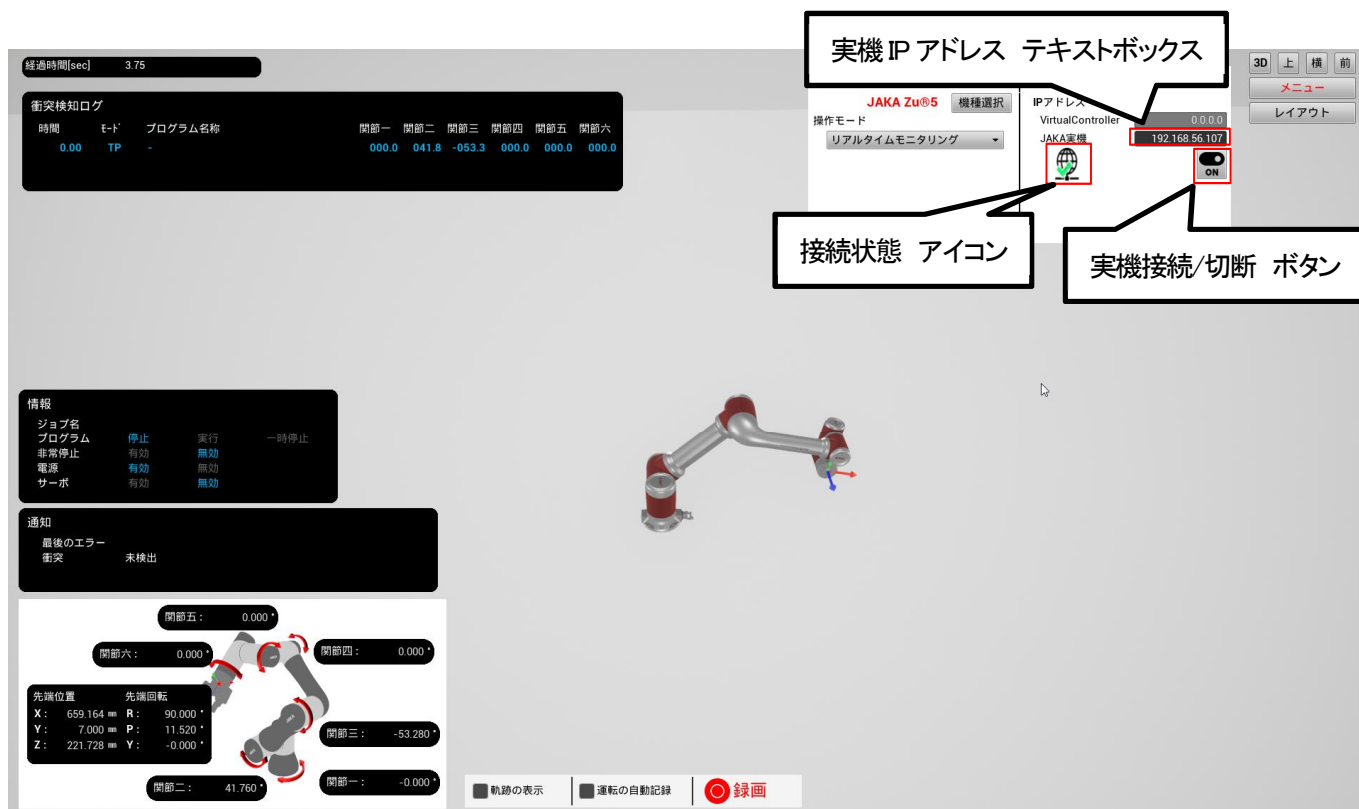 実機IPアドレス テキストボックス
経過時間[sec] 3.75
3D 上 横 前
メニュー
レイアウト
衝突検知ログ
時間 ﾓｰﾄﾞ プログラム名称 関節一 関節二 関節三 関節四 関節五 関節六
0.00 TP - 000.0 041.8 -053.3 000.0 000.0 000.0
JAKA Zu®5 機種選択
操作モード
リアルタイムモニタリング
IPアドレス
VirtualController 0.0.0.0
JAKA実機 192.168.56.107
ON
接続状態 アイコン
実機接続/切断 ボタン
情報
ジョブ名
プログラム 停止 実行 一時停止
非常停止 有効 無効
電源 有効 無効
サーボ 有効 無効
通知
最後のエラー
衝突 未検出
関節五： 0.000 °
関節六： 0.000 °
関節四： 0.000 °
先端位置 先端回転
X： 659.164 mm R： 90.000 °
Y： 7.000 mm P： 11.520 °
Z： 221.728 mm Y： -0.000 °
関節三： -53.280 °
関節二： 41.760 °
関節一： -0.000 °
軌跡の表示 運転の自動記録 録画